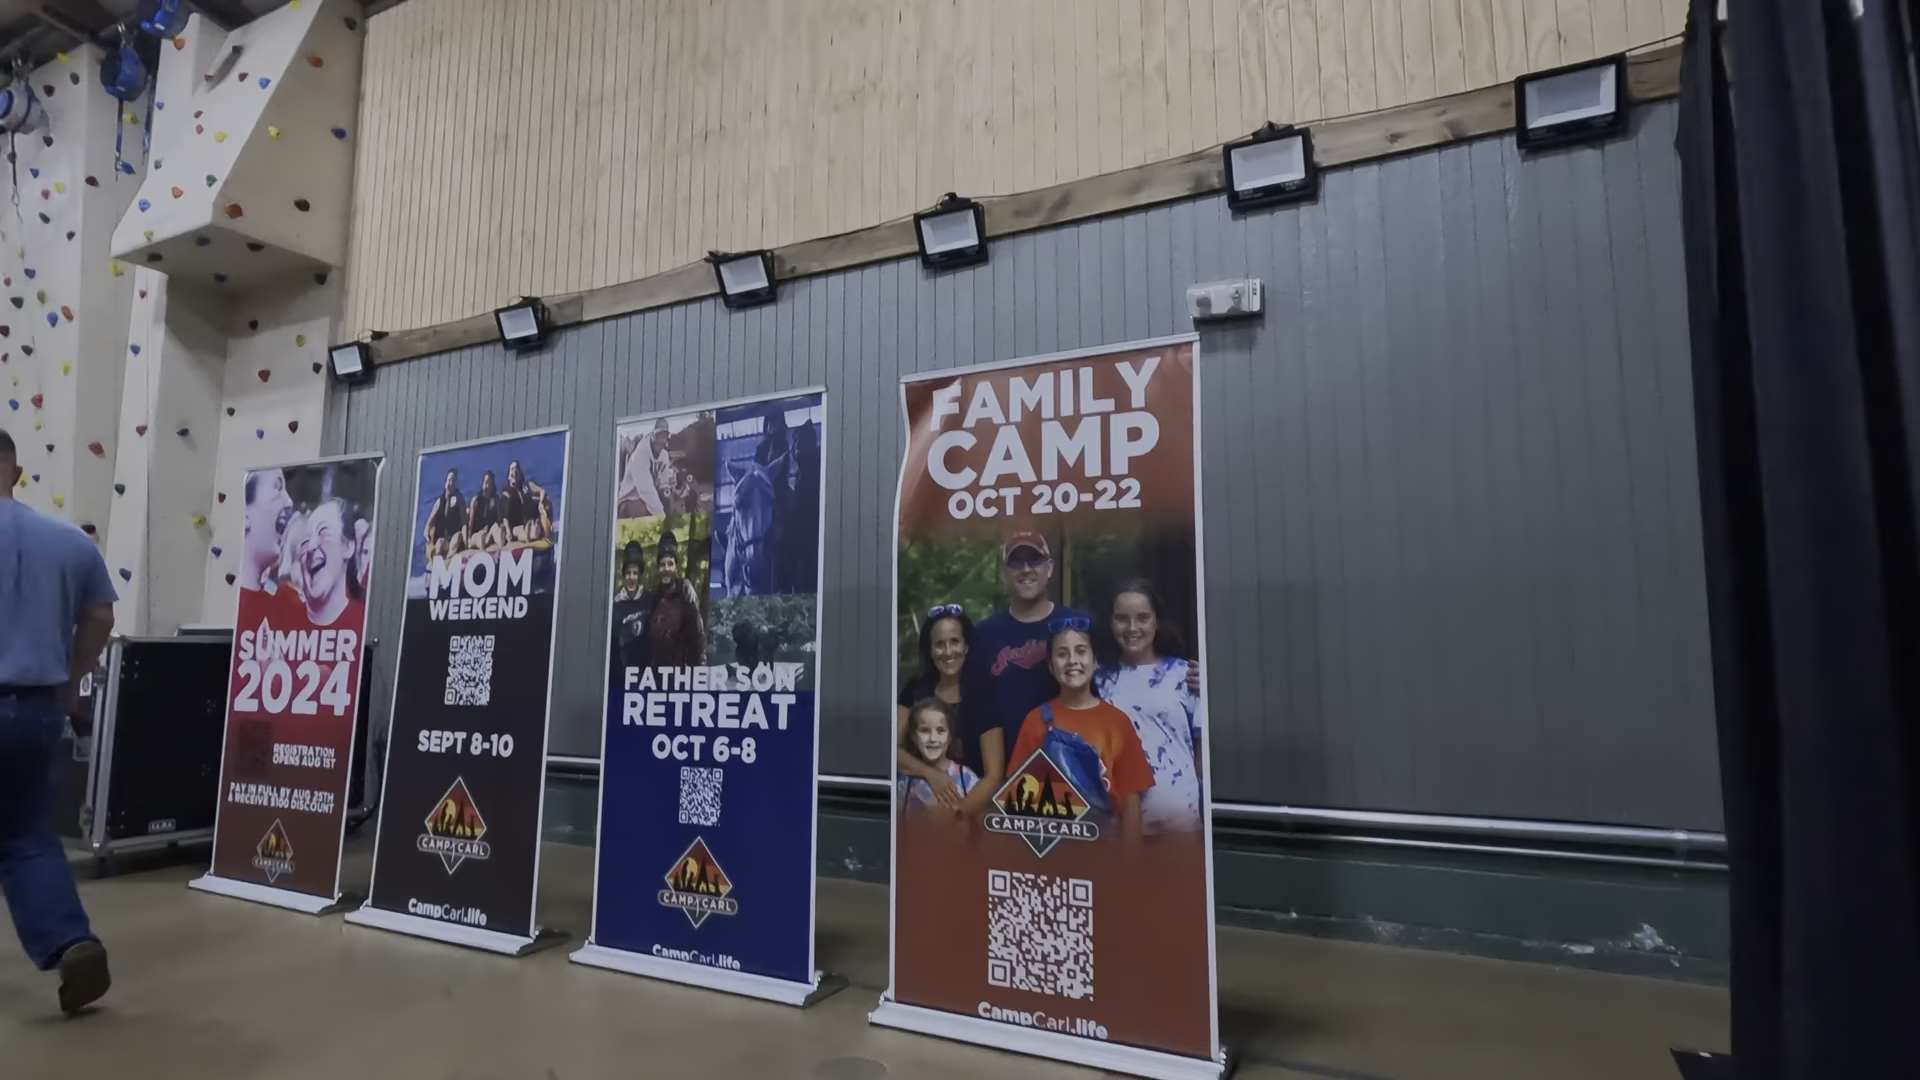 SUMMER
2024
REGISTRATION
OPENS AUG 1ST
PAY IN FULL BY AUG 25TH
& RECEIVE $100 DISCOUNT
CAMP CARL
MOM
WEEKEND
SEPT 8-10
CAMP CARL
CampCarl.life
FATHER SON
RETREAT
OCT 6-8
CAMP CARL
CampCarl.life
FAMILY
CAMP
OCT 20-22
Indians
CAMP CARL
CampCarl.life